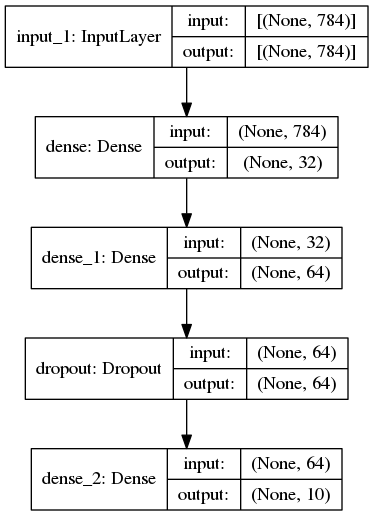 input_1: InputLayer
input: [(None, 784)]
output: [(None, 784)]
dense: Dense
input: (None, 784)
output: (None, 32)
dense_1: Dense
input: (None, 32)
output: (None, 64)
dropout: Dropout
input: (None, 64)
output: (None, 64)
dense_2: Dense
input: (None, 64)
output: (None, 10)